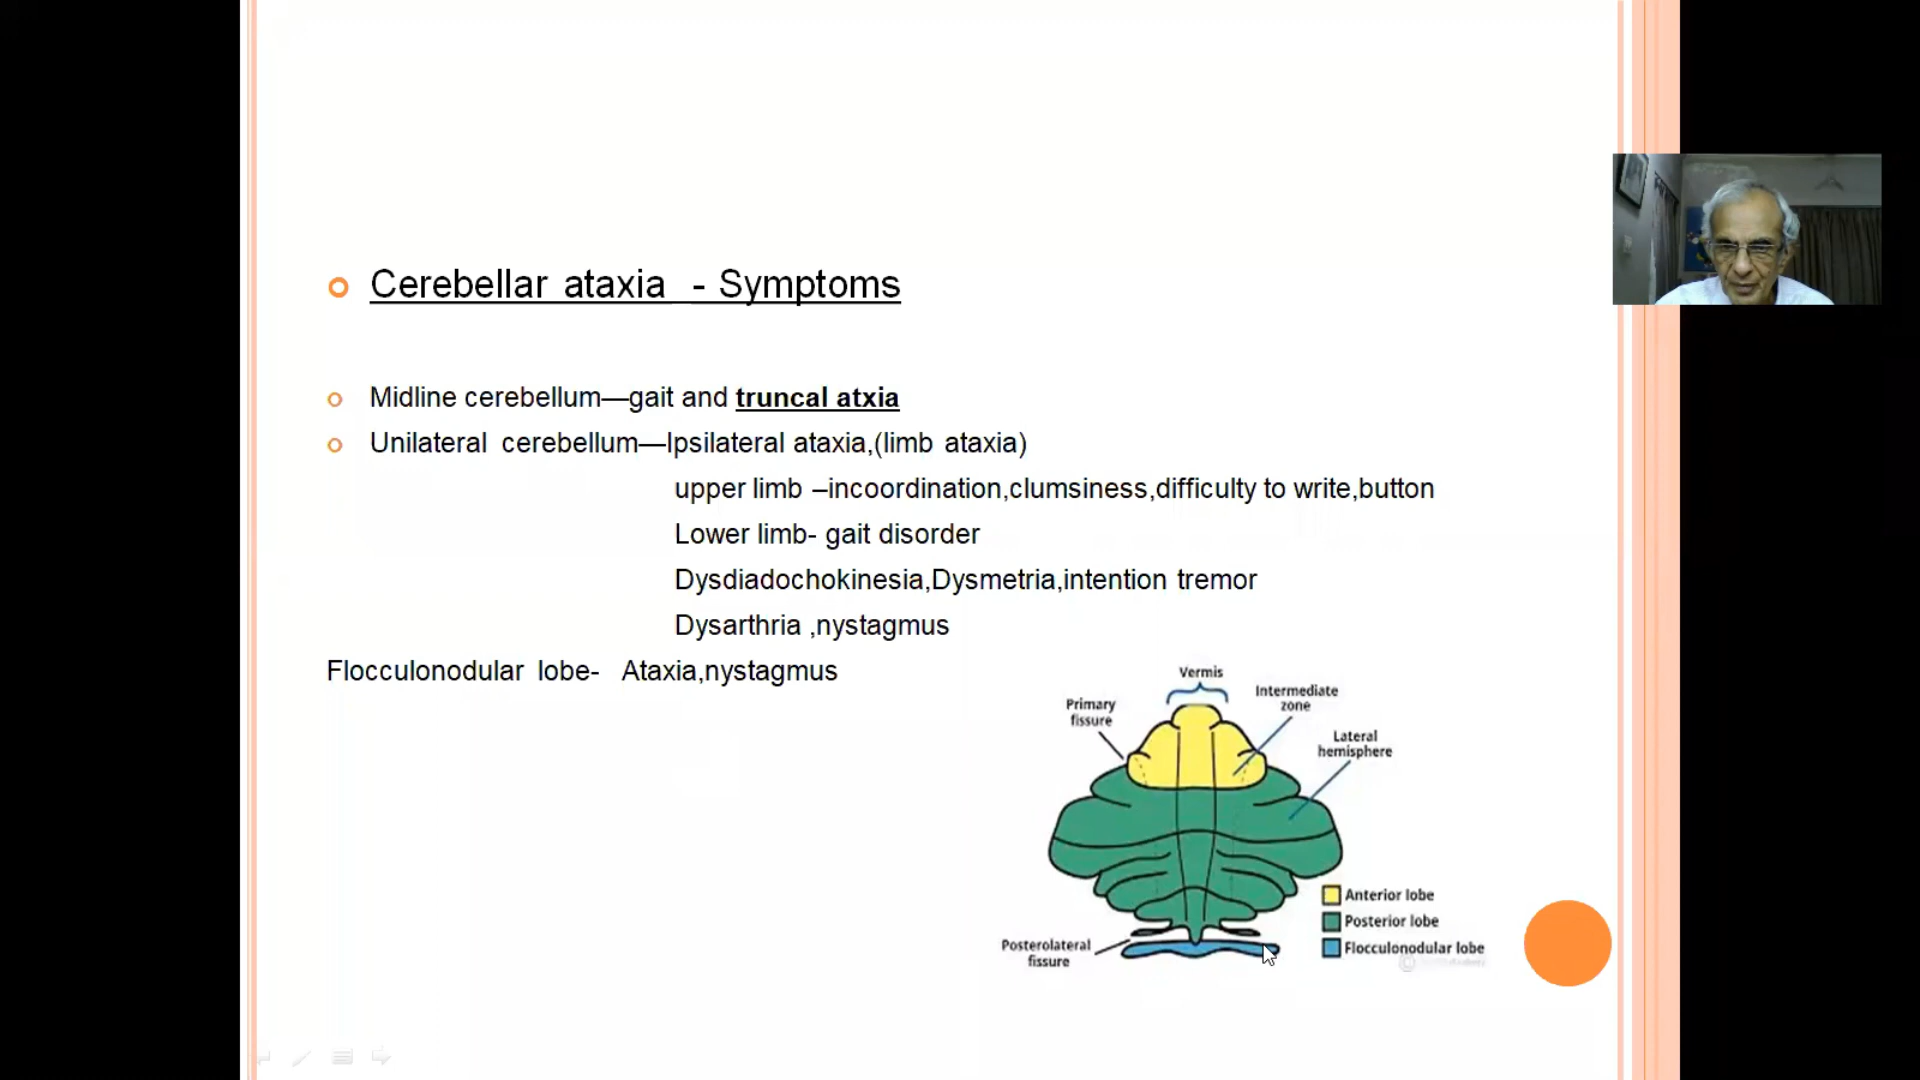 Cerebellar ataxia - Symptoms
Midline cerebellum—gait and truncal atxia
Unilateral cerebellum—Ipsilateral ataxia,(limb ataxia)
upper limb –incoordination,clumsiness,difficulty to write,button
Lower limb- gait disorder
Dysdiadochokinesia,Dysmetria,intention tremor
Dysarthria ,nystagmus
Flocculonodular lobe- Ataxia,nystagmus
Vermis
Primary
fissure
Intermediate
zone
Lateral
hemisphere
Anterior lobe
Posterior lobe
Flocculonodular lobe
Posterolateral
fissure